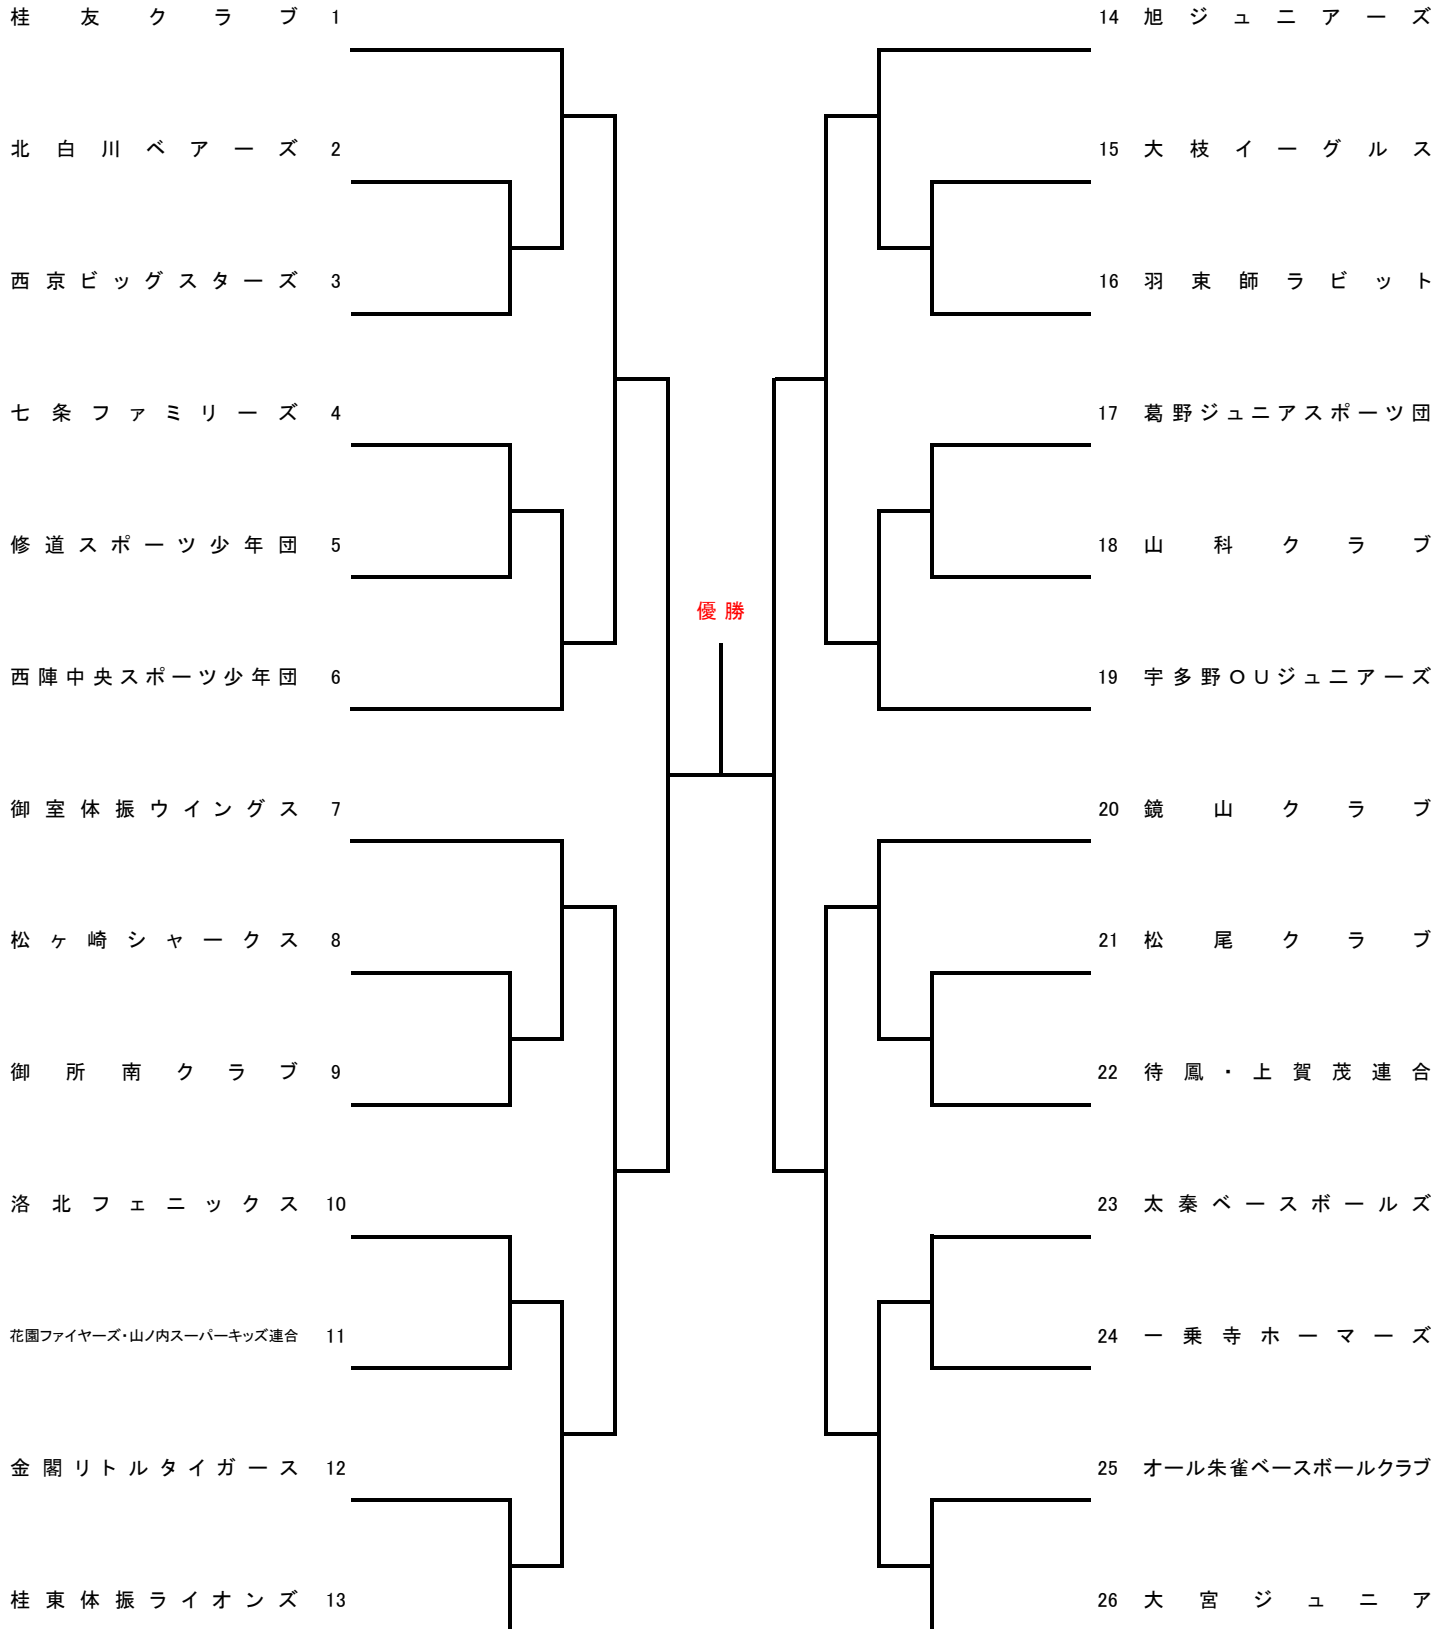 桂友クラブ 1
北白川ベアーズ 2
西京ビッグスターズ 3
七条ファミリーズ 4
修道スポーツ少年団 5
西陣中央スポーツ少年団 6
御室体振ウイングス 7
松ヶ崎シャークス 8
御所南クラブ 9
洛北フェニックス 10
花園ファイヤーズ・山ノ内スーパーキッズ連合 11
金閣リトルタイガース 12
桂東体振ライオンズ 13
優勝
14 旭ジュニアーズ
15 大枝イーグルス
16 羽束師ラビット
17 葛野ジュニアスポーツ団
18 山科クラブ
19 宇多野OUジュニアーズ
20 鏡山クラブ
21 松尾クラブ
22 待鳳・上賀茂連合
23 太秦ベースボールズ
24 一乗寺ホーマーズ
25 オール朱雀ベースボールクラブ
26 大宮ジュニア